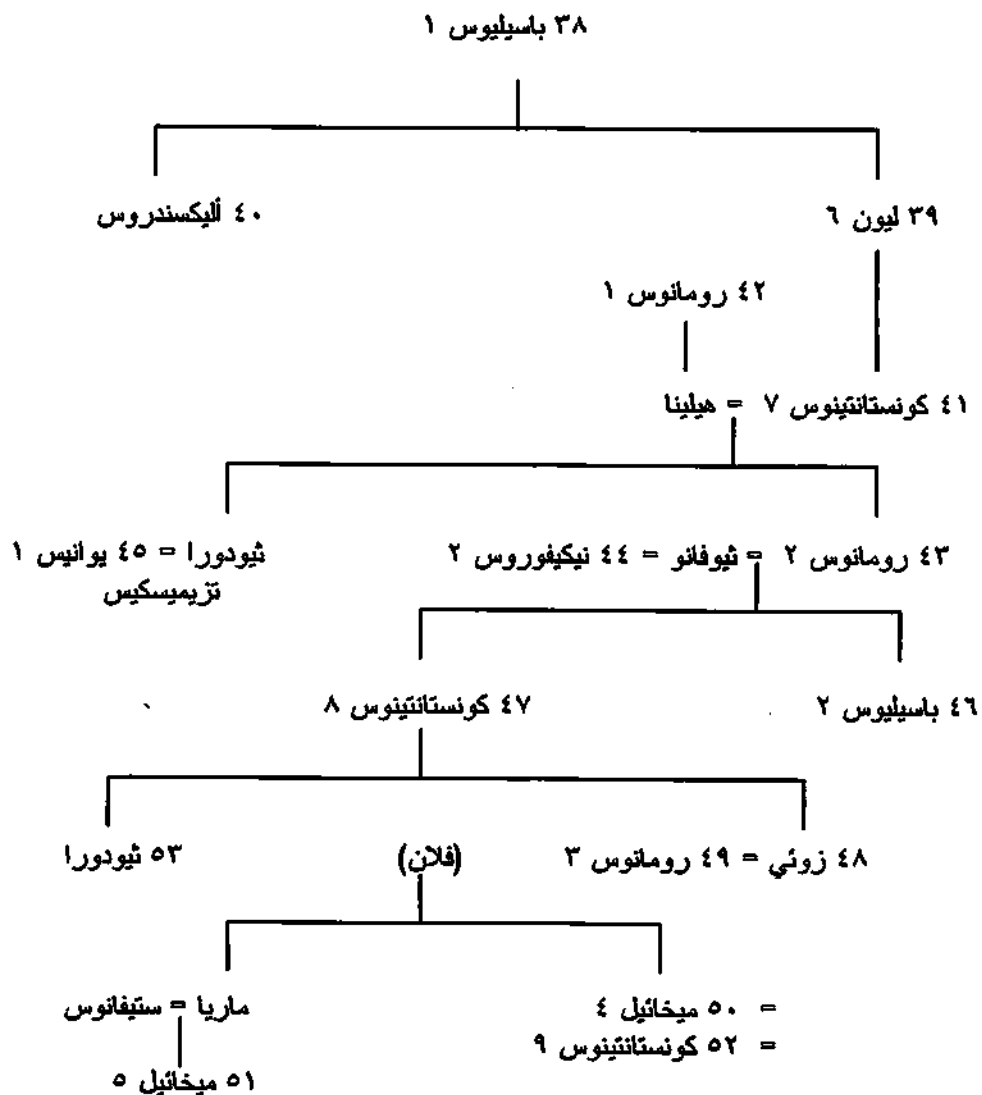 ٣٨ باسيليوس ١
٣٩ ليون ٦
٤٠ أليكسندروس
٤٢ رومانوس ١
٤١ كونستانتينوس ٧ = هيلينا
٤٣ رومانوس ٢ = ثيوفانو = ٤٤ نيكيفوروس ٢
ثيودورا = ٤٥ يوانيس ١
تزيميسكيس
٤٦ باسيليوس ٢
٤٧ كونستانتينوس ٨
٤٨ زوئي = ٤٩ رومانوس ٣
(فلان)
٥٣ ثيودورا
= ٥٠ ميخائيل ٤
= ٥٢ كونستانتينوس ٩
ماريا = ستيفانوس
٥١ ميخائيل ٥